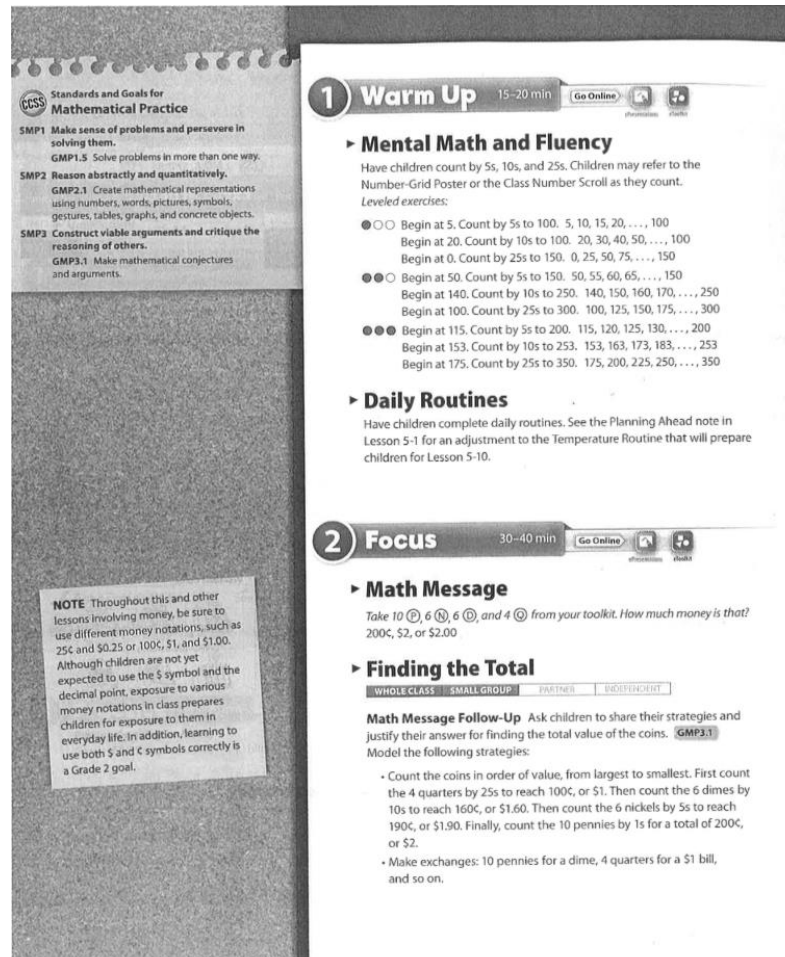 CCSS
Standards and Goals for
Mathematical Practice
SMP1 Make sense of problems and persevere in
solving them.
GMP1.5 Solve problems in more than one way.
SMP2 Reason abstractly and quantitatively.
GMP2.1 Create mathematical representations
using numbers, words, pictures, symbols,
gestures, tables, graphs, and concrete objects.
SMP3 Construct viable arguments and critique the
reasoning of others.
GMP3.1 Make mathematical conjectures
and arguments.
NOTE Throughout this and other
lessons involving money, be sure to
use different money notations, such as
25¢ and $0.25 or 100¢, $1, and $1.00.
Although children are not yet
expected to use the $ symbol and the
decimal point, exposure to various
money notations in class prepares
children for exposure to them in
everyday life. In addition, learning to
use both $ and ¢ symbols correctly is
a Grade 2 goal.
1 Warm Up 15–20 min Go Online
ePresentations eToolkit
▸ Mental Math and Fluency
Have children count by 5s, 10s, and 25s. Children may refer to the
Number-Grid Poster or the Class Number Scroll as they count.
Leveled exercises:
●○○ Begin at 5. Count by 5s to 100. 5, 10, 15, 20, . . . , 100
Begin at 20. Count by 10s to 100. 20, 30, 40, 50, . . . , 100
Begin at 0. Count by 25s to 150. 0, 25, 50, 75, . . . , 150
●●○ Begin at 50. Count by 5s to 150. 50, 55, 60, 65, . . . , 150
Begin at 140. Count by 10s to 250. 140, 150, 160, 170, . . . , 250
Begin at 100. Count by 25s to 300. 100, 125, 150, 175, . . . , 300
●●● Begin at 115. Count by 5s to 200. 115, 120, 125, 130, . . . , 200
Begin at 153. Count by 10s to 253. 153, 163, 173, 183, . . . , 253
Begin at 175. Count by 25s to 350. 175, 200, 225, 250, . . . , 350
▸ Daily Routines
Have children complete daily routines. See the Planning Ahead note in
Lesson 5-1 for an adjustment to the Temperature Routine that will prepare
children for Lesson 5-10.
2 Focus 30–40 min Go Online
ePresentations eToolkit
▸ Math Message
Take 10 Ⓟ, 6 Ⓝ, 6 Ⓓ, and 4 Ⓠ from your toolkit. How much money is that?
200¢, $2, or $2.00
▸ Finding the Total
WHOLE CLASS SMALL GROUP PARTNER INDEPENDENT
Math Message Follow-Up Ask children to share their strategies and
justify their answer for finding the total value of the coins. GMP3.1
Model the following strategies:
• Count the coins in order of value, from largest to smallest. First count
the 4 quarters by 25s to reach 100¢, or $1. Then count the 6 dimes by
10s to reach 160¢, or $1.60. Then count the 6 nickels by 5s to reach
190¢, or $1.90. Finally, count the 10 pennies by 1s for a total of 200¢,
or $2.
• Make exchanges: 10 pennies for a dime, 4 quarters for a $1 bill,
and so on.